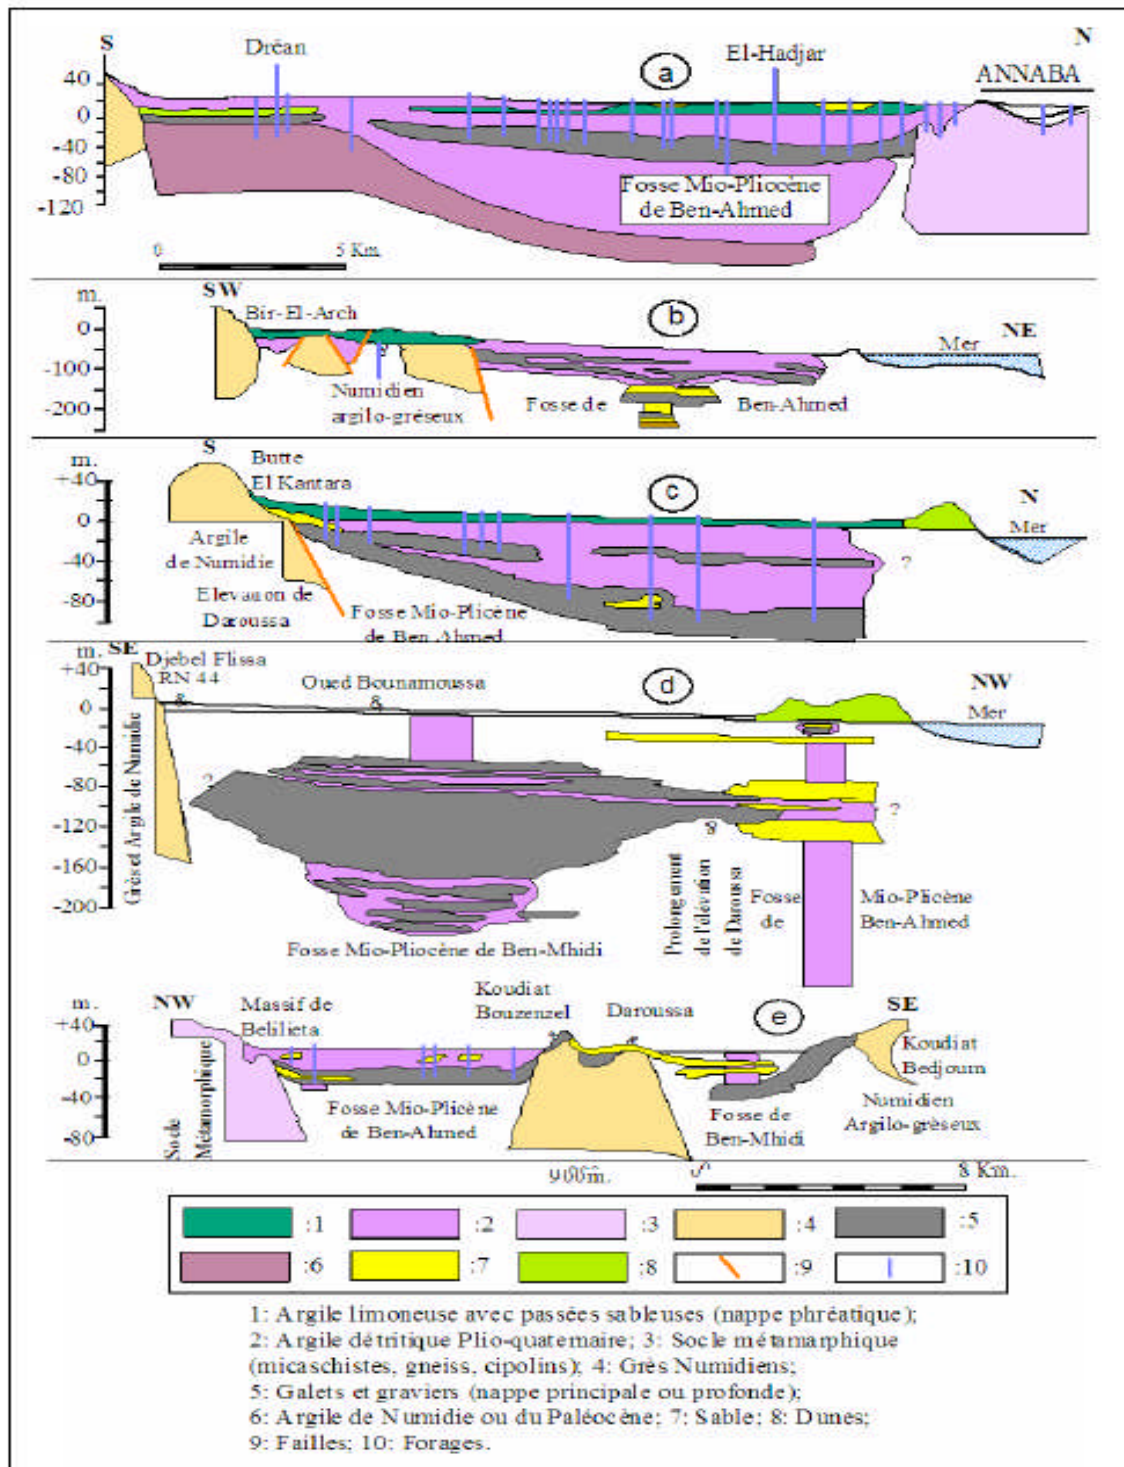 S
Dréan
a
El-Hadjar
N
ANNABA
40
0
-40
-80
-120
Fosse Mio-Pliocène
de Ben-Ahmed
0
5 Km.
SW
m.
Bir-El-Arch
b
NE
Mer
0
-100
-200
Numidien
argilo-gréseux
Fosse de
Ben-Ahmed
S
m.
Butte
El Kantara
c
N
Mer
+40
0
-40
-80
Argile
de Numidie
?
Elevation de
Daroussa
Fosse Mio-Plicène
de Ben Ahmed
m.
SE
Djebel Flissa
RN 44
Oued Bounamoussa
d
NW
Mer
+40
0
-40
-80
-120
-160
-200
Grès et Argile de Numidie
?
?
?
Prolongement
de l'élévation
de Daroussa
Fosse
de
Mio-Plicène
Ben-Ahmed
Fosse Mio-Pliocène de Ben-Mhidi
NW
m.
Massif de
Belilieta
Koudiat
Bouzenzel
Daroussa
e
SE
+40
0
-40
-80
Koudiat
Bedjoum
Socle
Métamorphique
Fosse Mio-Plicène
de Ben-Ahmed
Fosse de
Ben-Mhidi
Numidien
Argilo-grèseux
8 Km.
:1
:2
:3
:4
:5
:6
:7
:8
:9
:10
1: Argile limoneuse avec passées sableuses (nappe phréatique);
2: Argile détritique Plio-quaternaire; 3: Socle métamarphique
(micaschistes, gneiss, cipolins); 4: Grès Numidiens;
5: Galets et graviers (nappe principale ou profonde);
6: Argile de Numidie ou du Paléocène; 7: Sable; 8: Dunes;
9: Failles; 10: Forages.